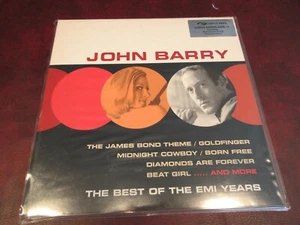 JOHN BARRY
THE JAMES BOND THEME / GOLDFINGER
MIDNIGHT COWBOY / BORN FREE
DIAMONDS ARE FOREVER
BEAT GIRL ..... AND MORE
THE BEST OF THE EMI YEARS